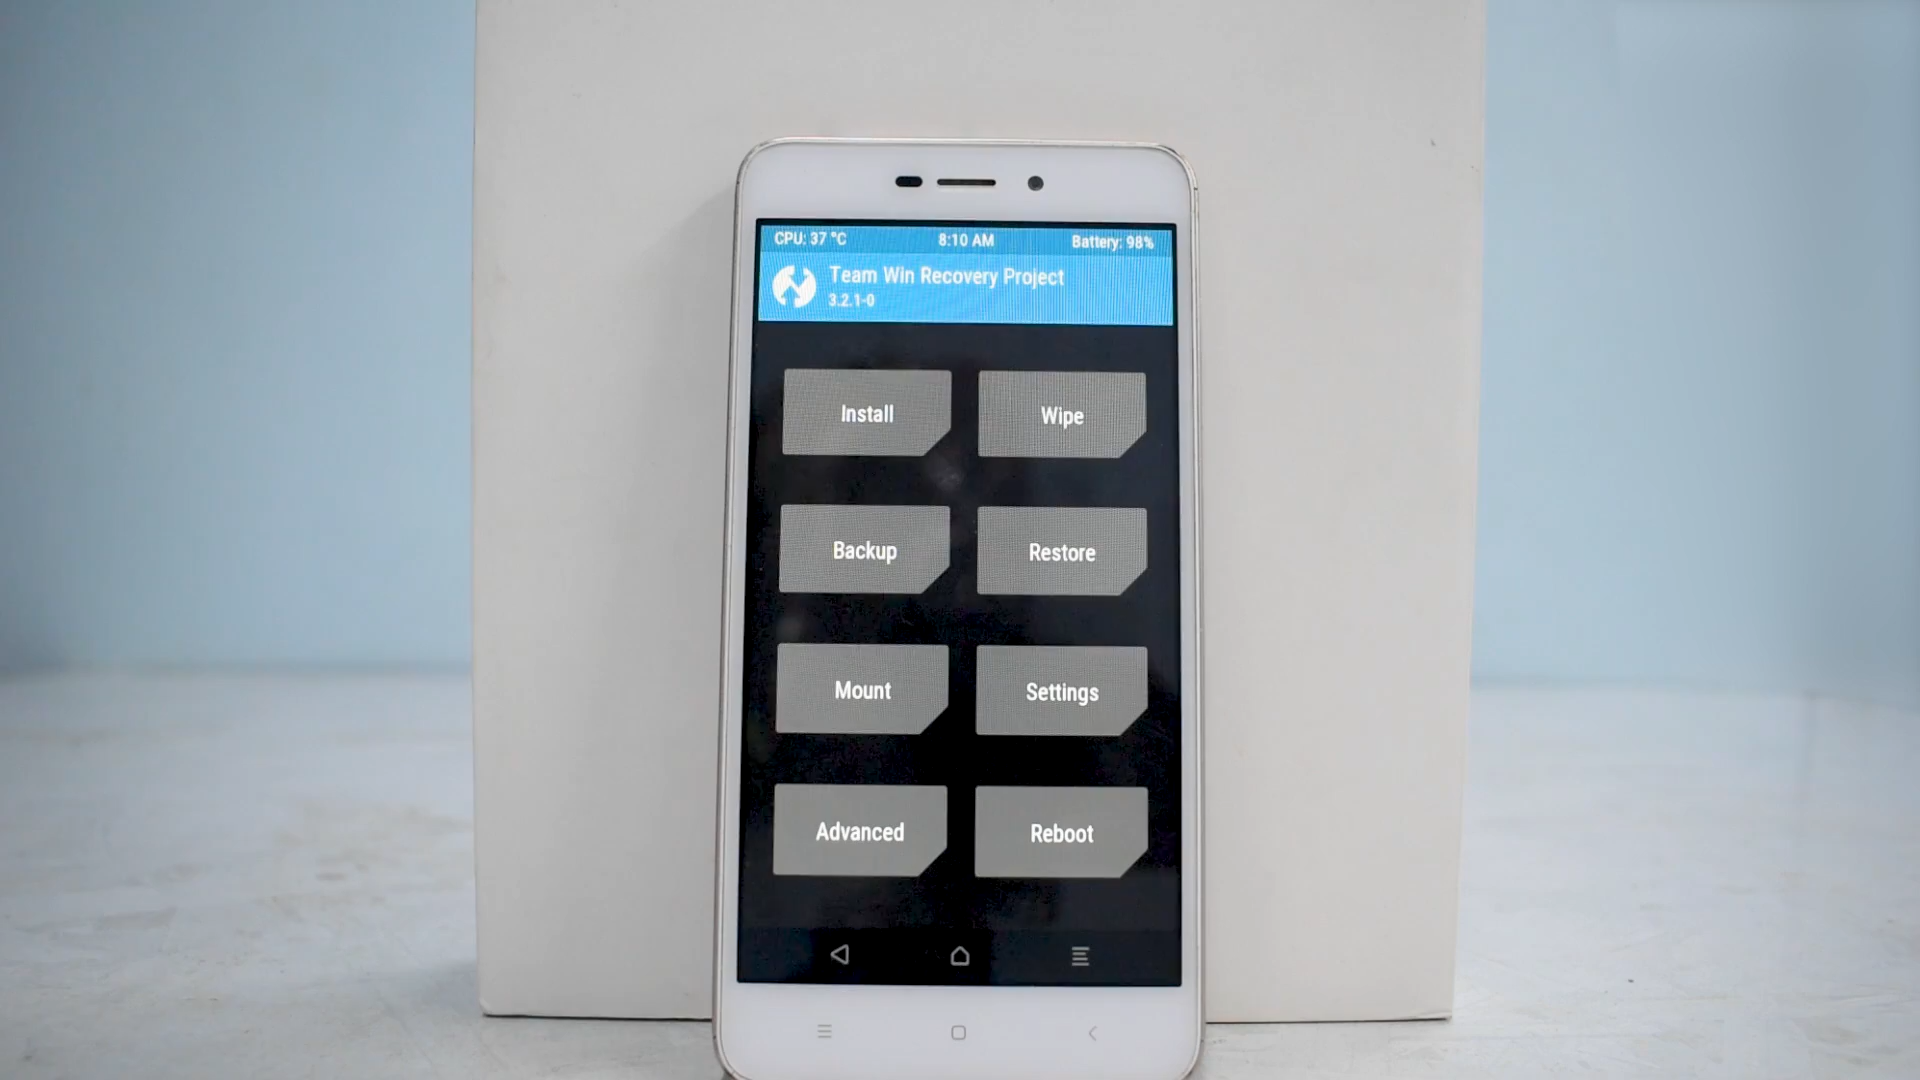 CPU: 37 °C 8:10 AM Battery: 98%
Team Win Recovery Project
3.2.1-0
Install Wipe
Backup Restore
Mount Settings
Advanced Reboot